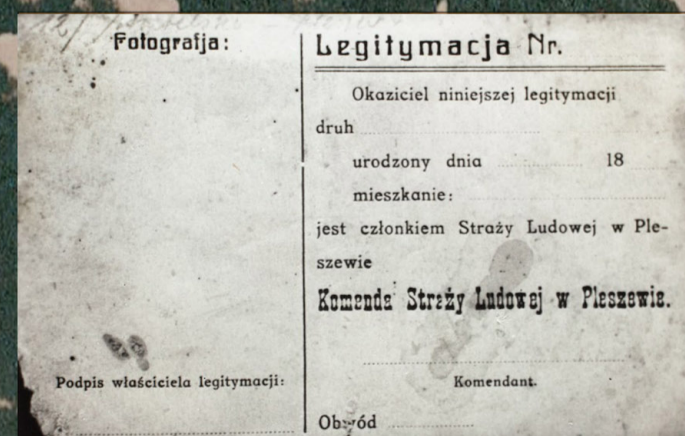 Fotografja:
Legitymacja Nr.
Okaziciel niniejszej legitymacji
druh
urodzony dnia 18
mieszkanie:
jest członkiem Straży Ludowej w Ple-
szewie
Komenda Straży Ludowej w Pleszewie.
Komendant.
Podpis właściciela legitymacji:
Obwód